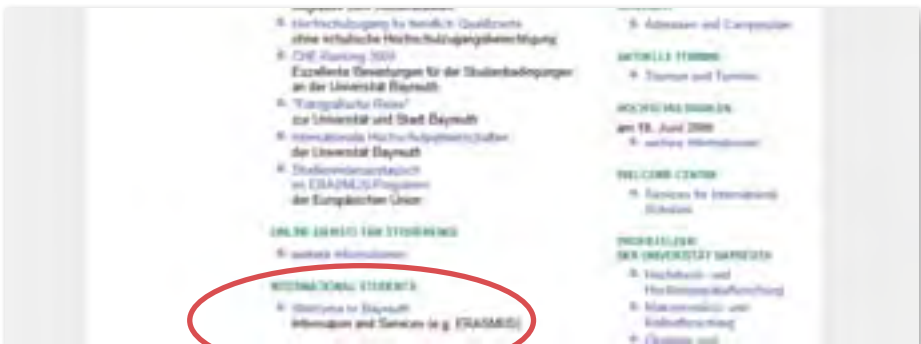 Hochschulzugang für beruflich Qualifizierte
ohne schulische Hochschulzugangsberechtigung
CHE-Ranking 2009
Exzellente Bewertungen für die Studienbedingungen
an der Universität Bayreuth
"Fotografische Reise"
zur Universität und Stadt Bayreuth
Internationale Hochschulpartnerschaften
der Universität Bayreuth
Studierendenaustausch
im ERASMUS-Programm
der Europäischen Union
ONLINE-DIENSTE FÜR STUDIERENDE
weitere Informationen
INTERNATIONAL STUDENTS
Welcome to Bayreuth
Information and Services (e.g. ERASMUS)
Adressen und Campusplan
AKTUELLE TERMINE
Themen und Termine
HOCHSCHULWAHLEN
am 18. Juni 2009
weitere Informationen
WELCOME CENTRE
Services for International
Scholars
PROFILFELDER
DER UNIVERSITÄT BAYREUTH
Hochdruck- und
Hochtemperaturforschung
Makromolekül- und
Kolloidforschung
Ökologie und